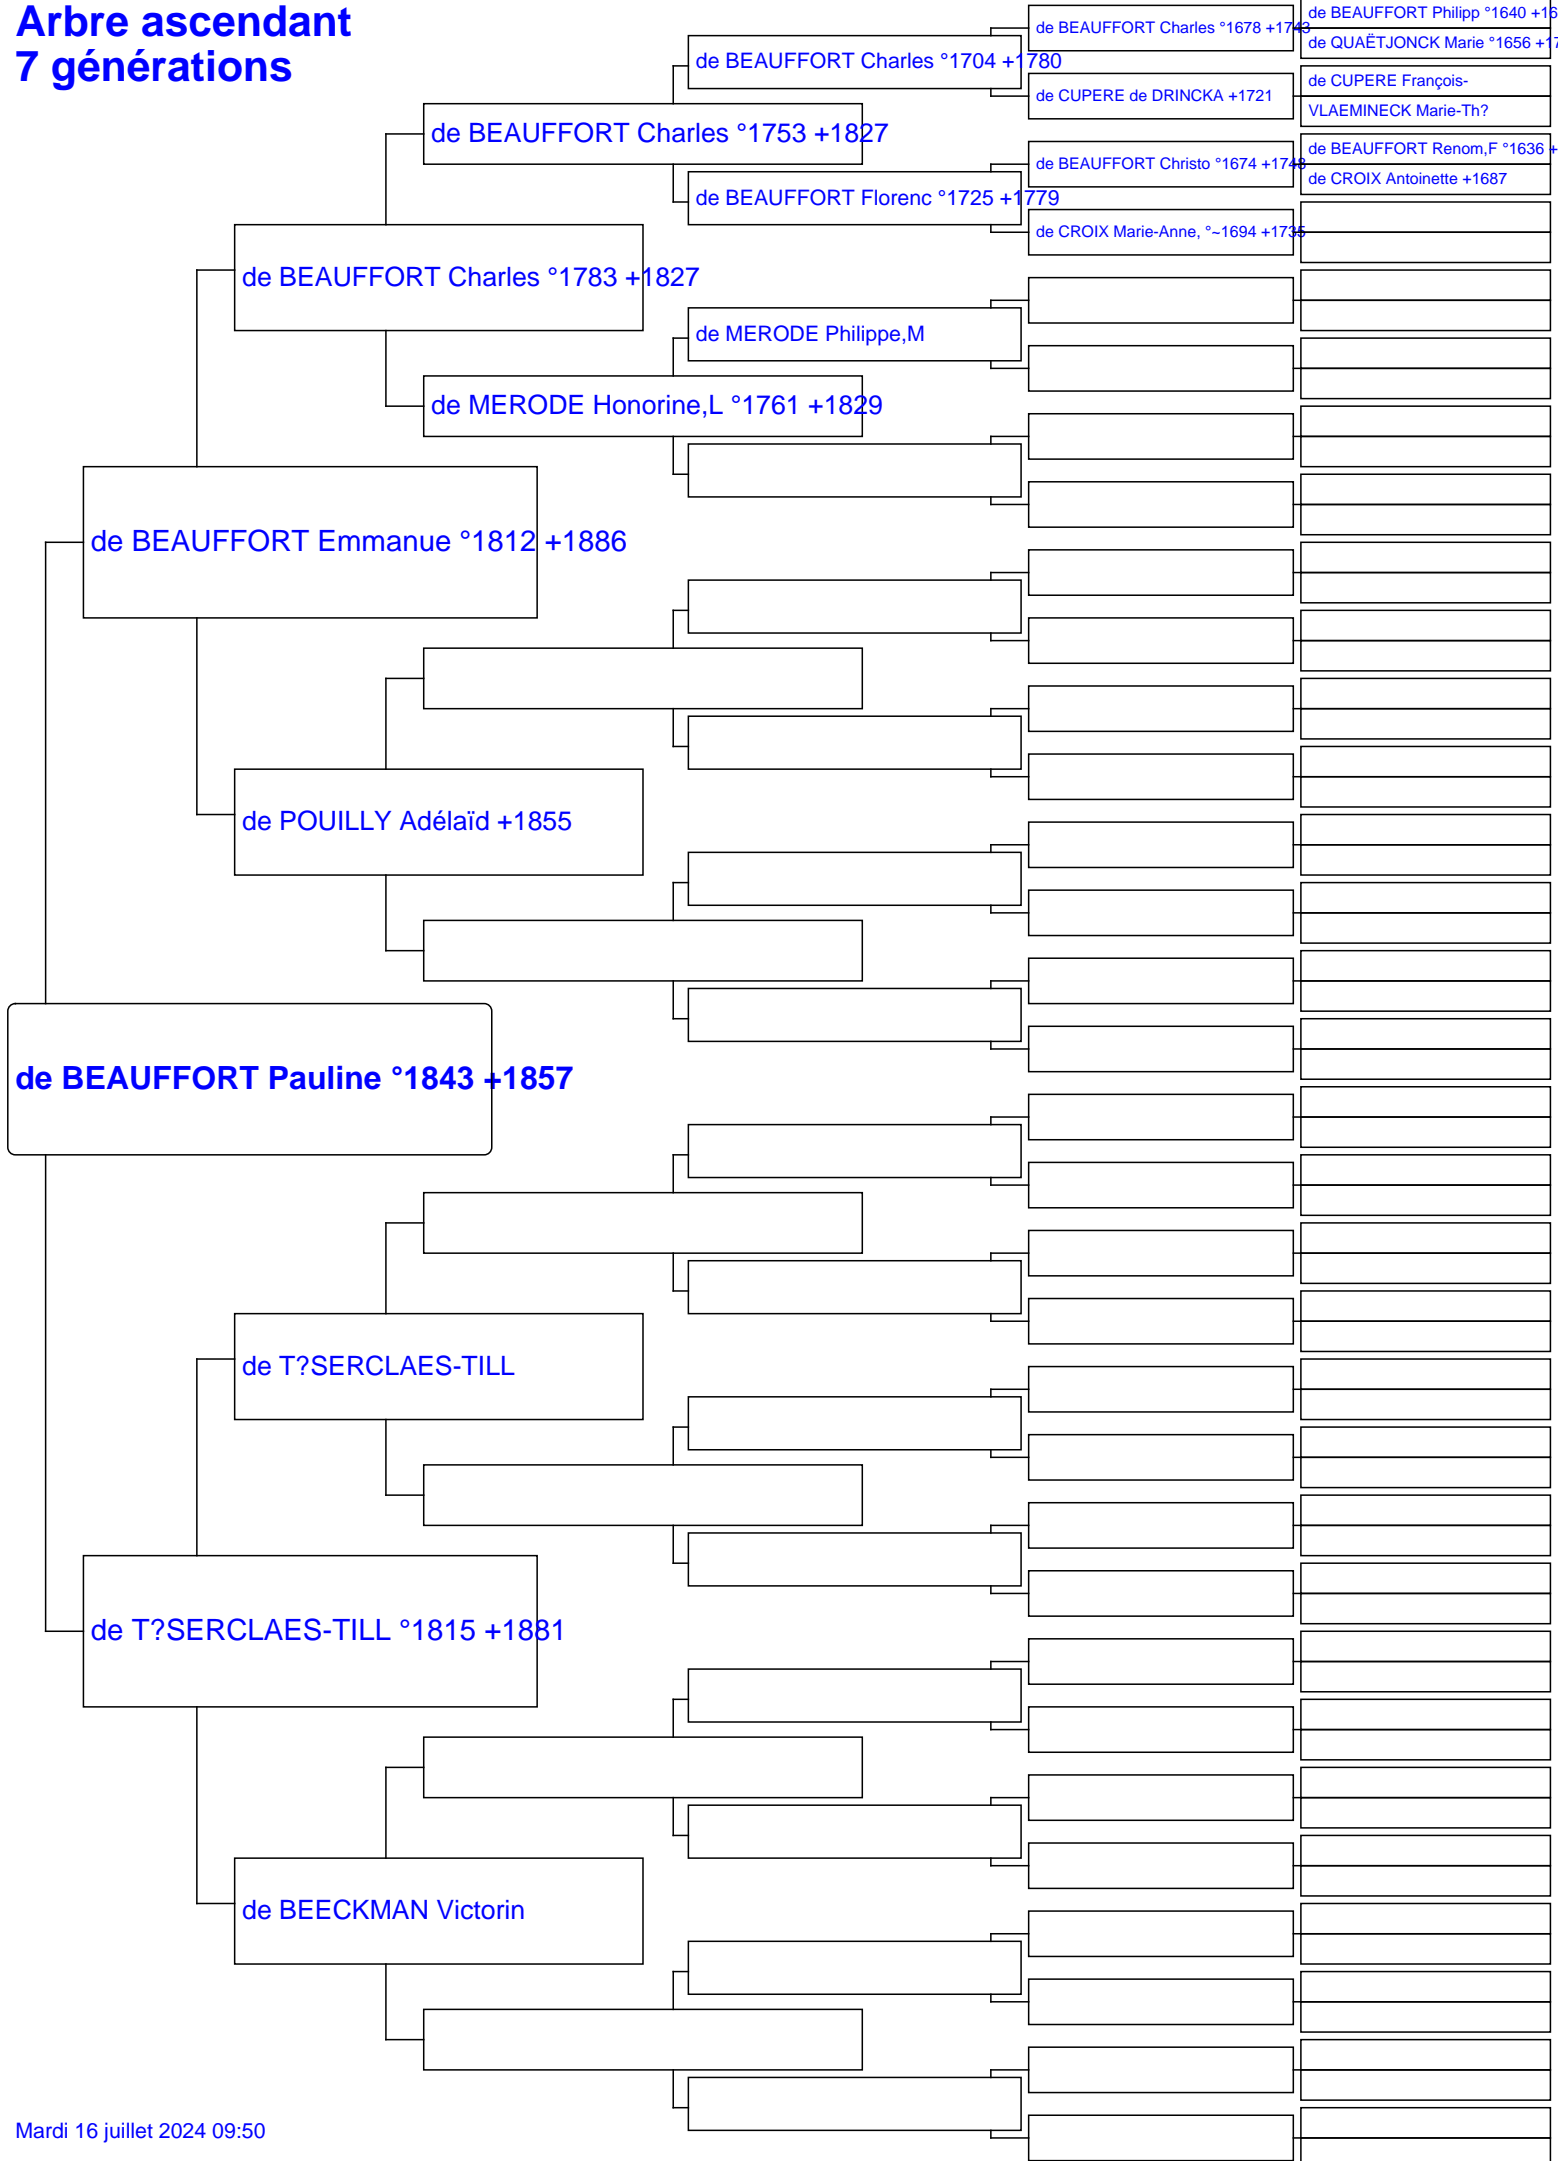 Arbre ascendant
7 générations
de BEAUFFORT Philipp °1640 +16
de BEAUFFORT Charles °1678 +1743
de QUAËTJONCK Marie °1656 +17
de BEAUFFORT Charles °1704 +1780
de CUPERE François-
de CUPERE de DRINCKA +1721
VLAEMINECK Marie-Th?
de BEAUFFORT Charles °1753 +1827
de BEAUFFORT Renom,F °1636 +
de BEAUFFORT Christo °1674 +1748
de CROIX Antoinette +1687
de BEAUFFORT Florenc °1725 +1779
de CROIX Marie-Anne, °~1694 +1735
de BEAUFFORT Charles °1783 +1827
de MERODE Philippe,M
de MERODE Honorine,L °1761 +1829
de BEAUFFORT Emmanue °1812 +1886
de POUILLY Adélaïd +1855
de BEAUFFORT Pauline °1843 +1857
de T?SERCLAES-TILL
de T?SERCLAES-TILL °1815 +1881
de BEECKMAN Victorin
Mardi 16 juillet 2024 09:50